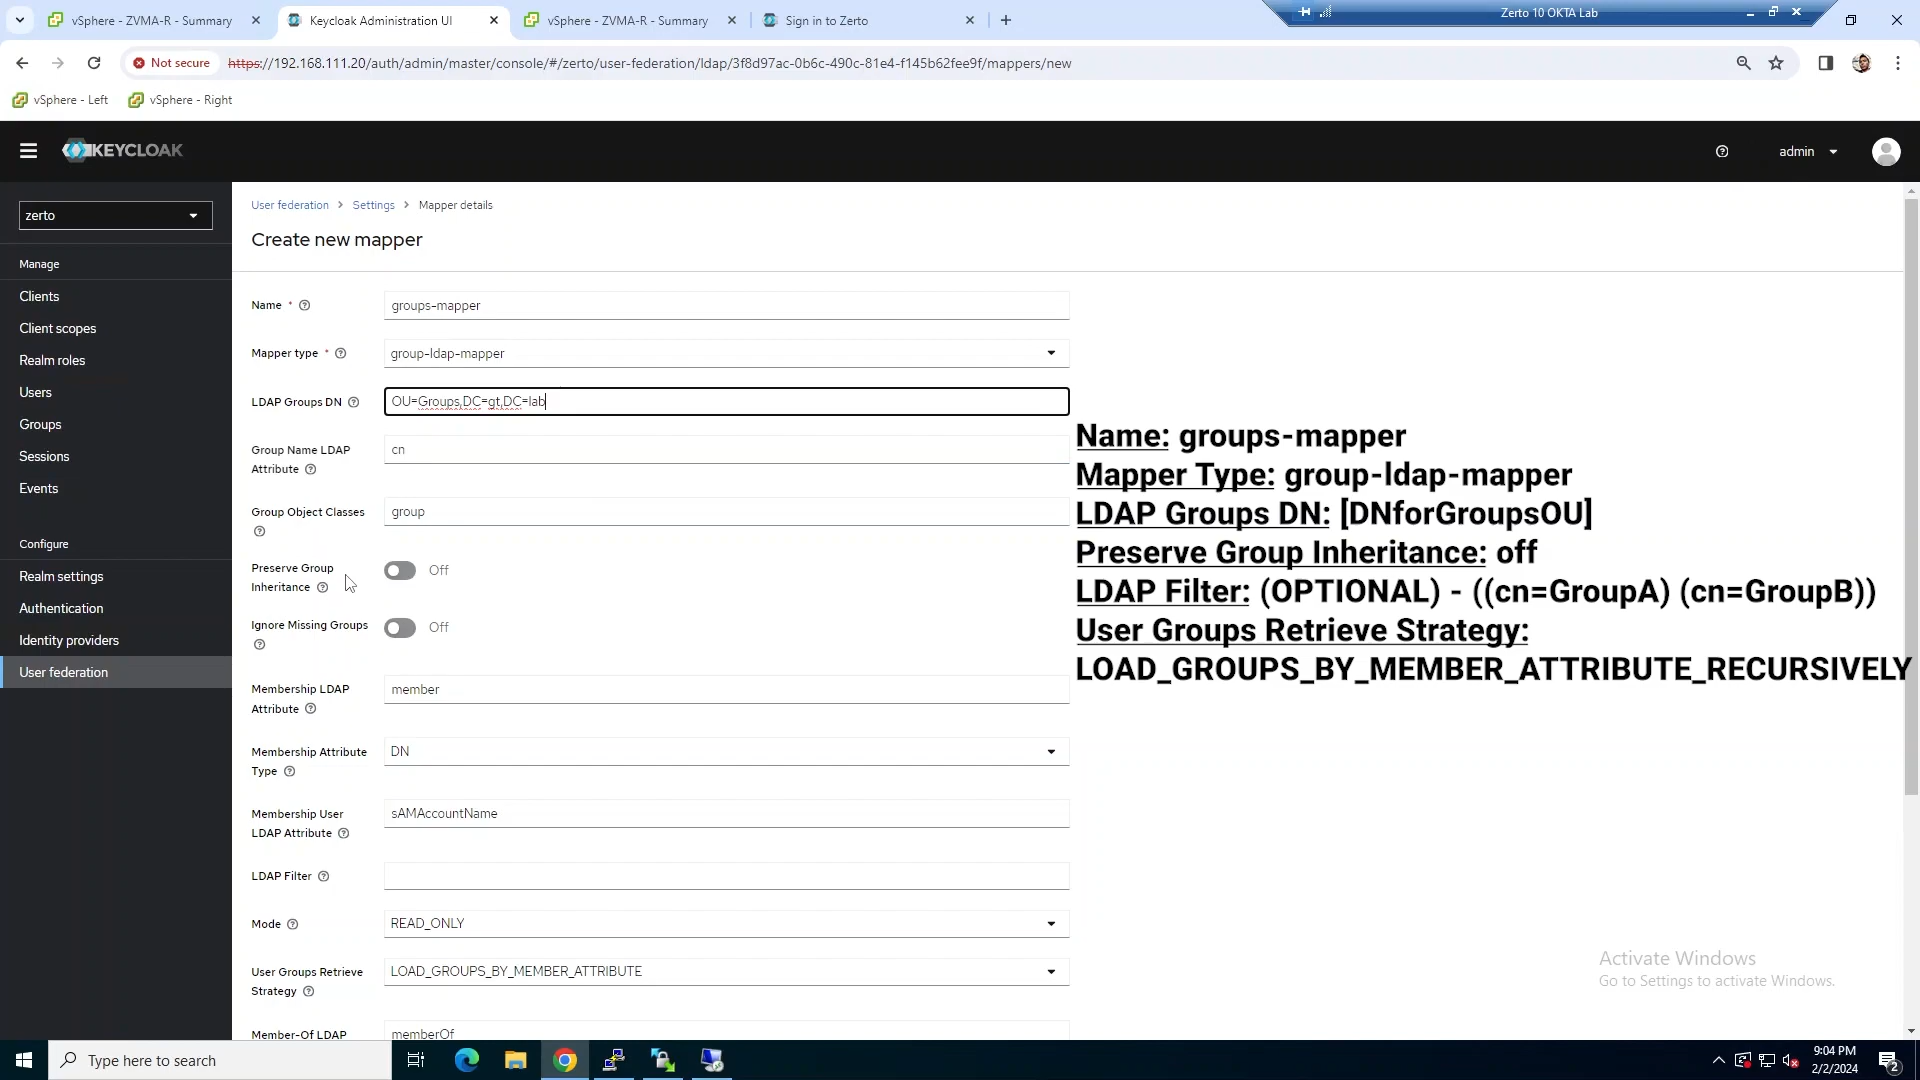 vSphere - ZVMA-R - Summary
Keycloak Administration UI
vSphere - ZVMA-R - Summary
Sign in to Zerto
Zerto 10 OKTA Lab
Not secure
https://192.168.111.20/auth/admin/master/console/#/zerto/user-federation/ldap/3f8d97ac-0b6c-490c-81e4-f145b62fee9f/mappers/new
vSphere - Left
vSphere - Right
KEYCLOAK
admin
zerto
Manage
Clients
Client scopes
Realm roles
Users
Groups
Sessions
Events
Configure
Realm settings
Authentication
Identity providers
User federation
User federation > Settings > Mapper details
Create new mapper
Name *
groups-mapper
Mapper type *
group-ldap-mapper
LDAP Groups DN
OU=Groups,DC=gt,DC=lab
Group Name LDAP
Attribute
cn
Group Object Classes
group
Preserve Group
Inheritance
Off
Ignore Missing Groups
Off
Membership LDAP
Attribute
member
Membership Attribute
Type
DN
Membership User
LDAP Attribute
sAMAccountName
LDAP Filter
Mode
READ_ONLY
User Groups Retrieve
Strategy
LOAD_GROUPS_BY_MEMBER_ATTRIBUTE
Member-Of LDAP
memberOf
Name: groups-mapper
Mapper Type: group-ldap-mapper
LDAP Groups DN: [DNforGroupsOU]
Preserve Group Inheritance: off
LDAP Filter: (OPTIONAL) - ((cn=GroupA) (cn=GroupB))
User Groups Retrieve Strategy:
LOAD_GROUPS_BY_MEMBER_ATTRIBUTE_RECURSIVELY
Activate Windows
Go to Settings to activate Windows.
Type here to search
9:04 PM
2/2/2024
2